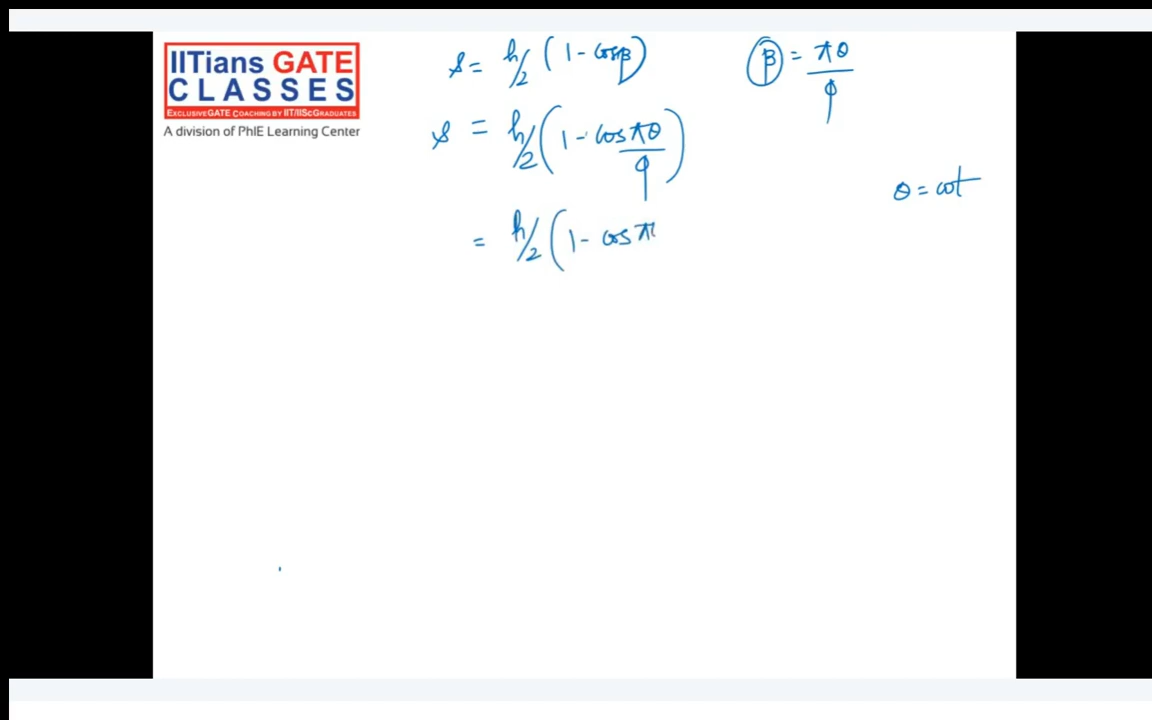 IITians GATE
CLASSES
EXCLUSIVE GATE COACHING BY IIT/IISc GRADUATES
A division of PhIE Learning Center
s = h/2 (1 - cosβ)
β = πθ/φ
s = h/2 (1 - cos πθ/φ)
θ = ωt
= h/2 (1 - cos π